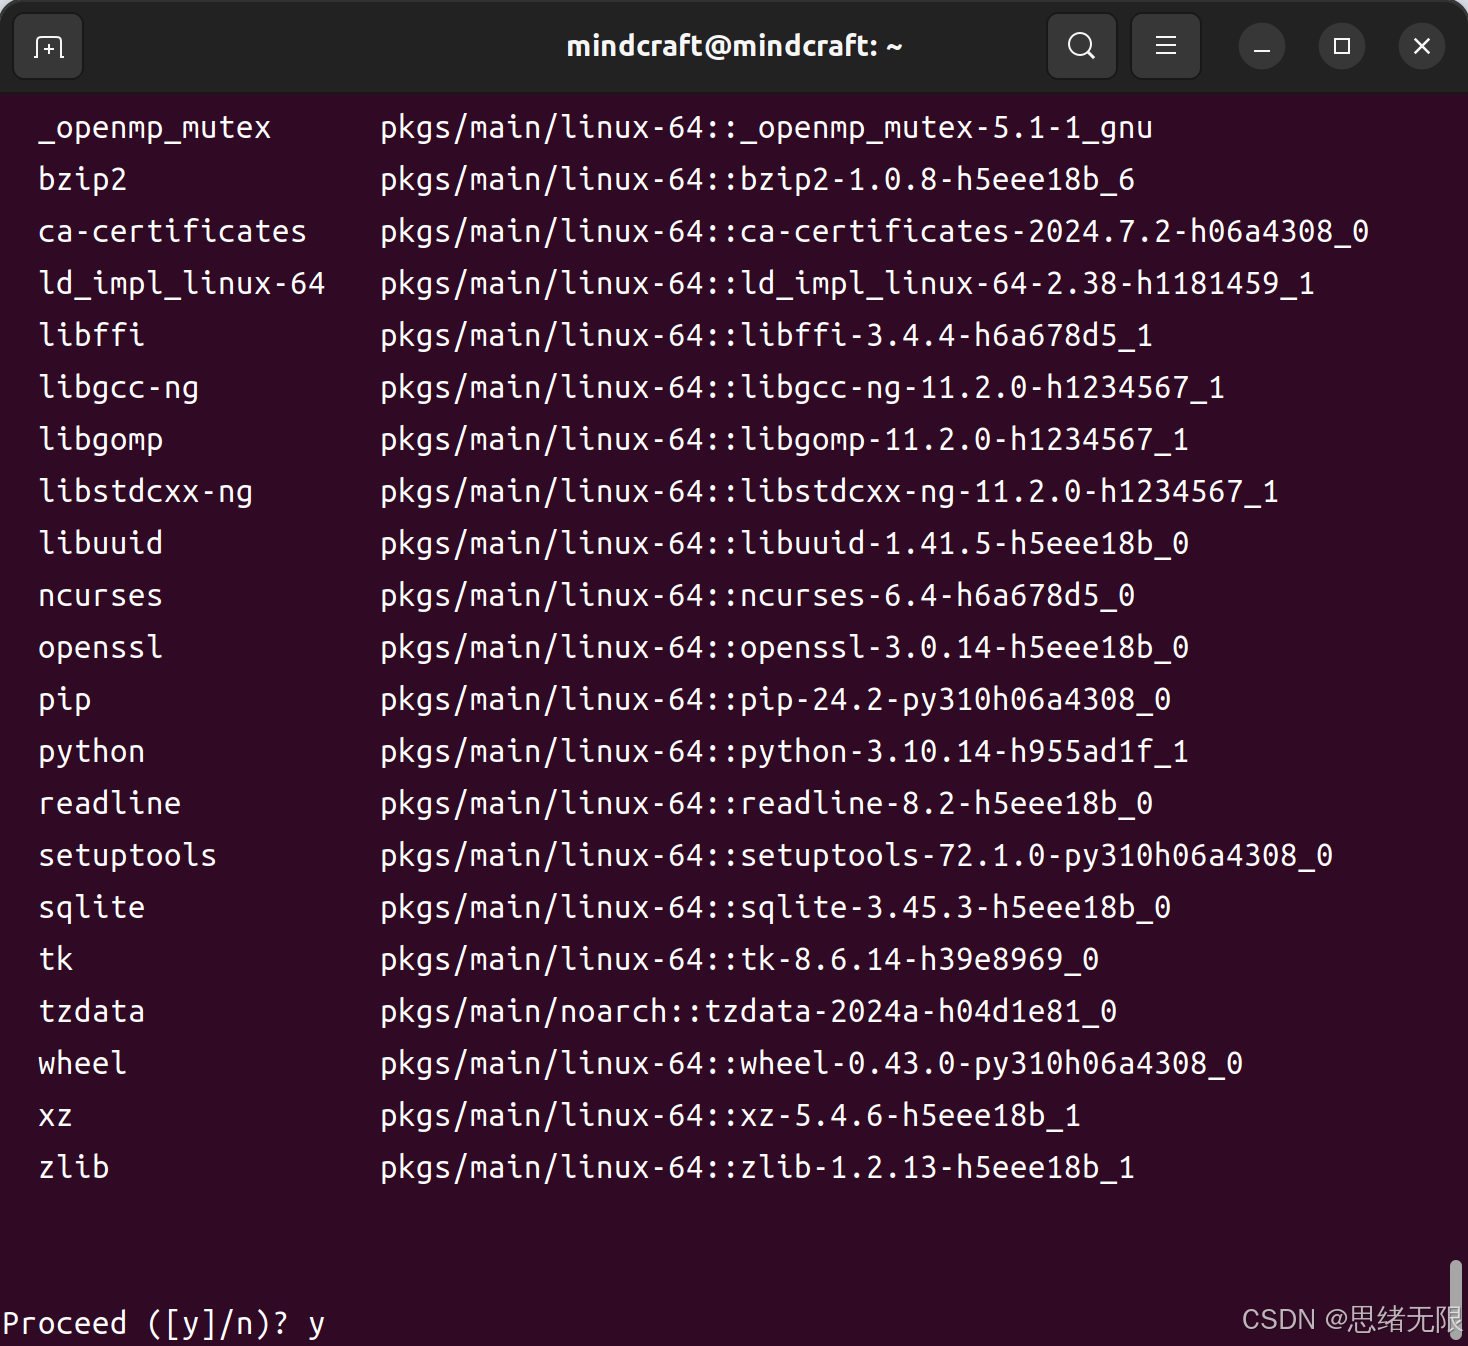 mindcraft@mindcraft: ~
_openmp_mutex pkgs/main/linux-64::_openmp_mutex-5.1-1_gnu
bzip2 pkgs/main/linux-64::bzip2-1.0.8-h5eee18b_6
ca-certificates pkgs/main/linux-64::ca-certificates-2024.7.2-h06a4308_0
ld_impl_linux-64 pkgs/main/linux-64::ld_impl_linux-64-2.38-h1181459_1
libffi pkgs/main/linux-64::libffi-3.4.4-h6a678d5_1
libgcc-ng pkgs/main/linux-64::libgcc-ng-11.2.0-h1234567_1
libgomp pkgs/main/linux-64::libgomp-11.2.0-h1234567_1
libstdcxx-ng pkgs/main/linux-64::libstdcxx-ng-11.2.0-h1234567_1
libuuid pkgs/main/linux-64::libuuid-1.41.5-h5eee18b_0
ncurses pkgs/main/linux-64::ncurses-6.4-h6a678d5_0
openssl pkgs/main/linux-64::openssl-3.0.14-h5eee18b_0
pip pkgs/main/linux-64::pip-24.2-py310h06a4308_0
python pkgs/main/linux-64::python-3.10.14-h955ad1f_1
readline pkgs/main/linux-64::readline-8.2-h5eee18b_0
setuptools pkgs/main/linux-64::setuptools-72.1.0-py310h06a4308_0
sqlite pkgs/main/linux-64::sqlite-3.45.3-h5eee18b_0
tk pkgs/main/linux-64::tk-8.6.14-h39e8969_0
tzdata pkgs/main/noarch::tzdata-2024a-h04d1e81_0
wheel pkgs/main/linux-64::wheel-0.43.0-py310h06a4308_0
xz pkgs/main/linux-64::xz-5.4.6-h5eee18b_1
zlib pkgs/main/linux-64::zlib-1.2.13-h5eee18b_1
Proceed ([y]/n)? y
CSDN @思绪无限